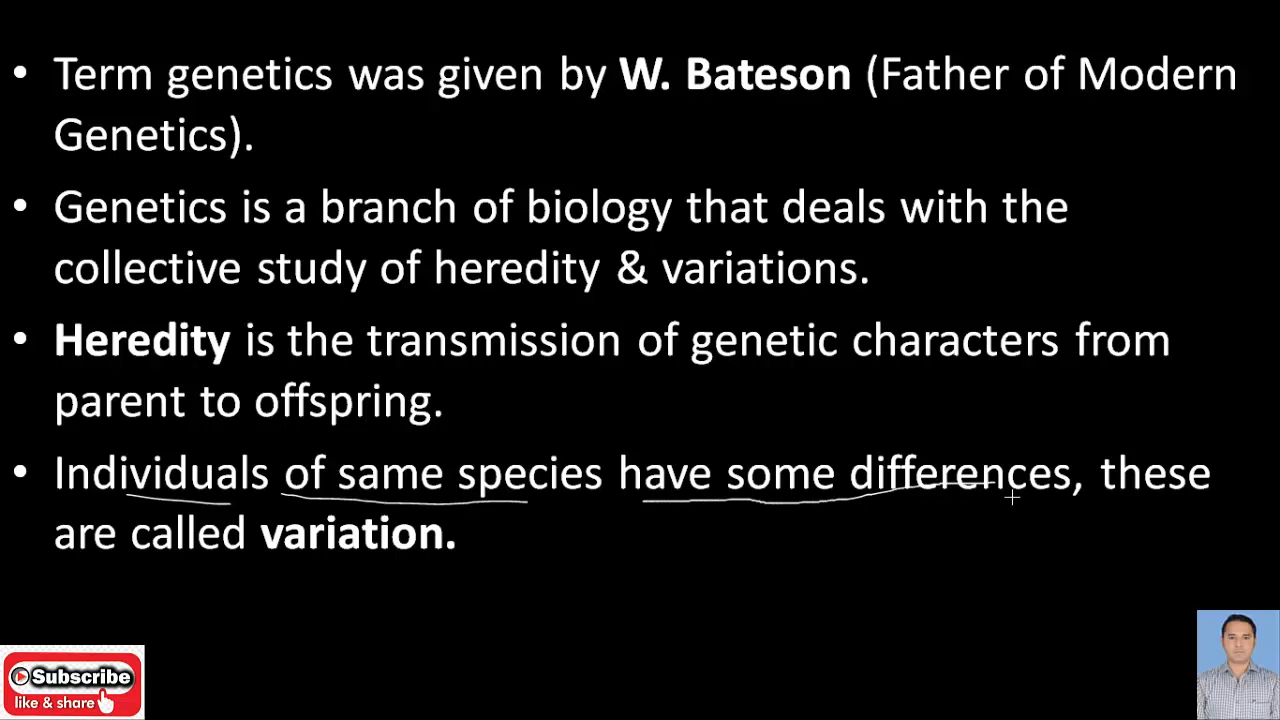 • Term genetics was given by W. Bateson (Father of Modern
Genetics).
• Genetics is a branch of biology that deals with the
collective study of heredity & variations.
• Heredity is the transmission of genetic characters from
parent to offspring.
• Individuals of same species have some differences, these
are called variation.
Subscribe
like & share